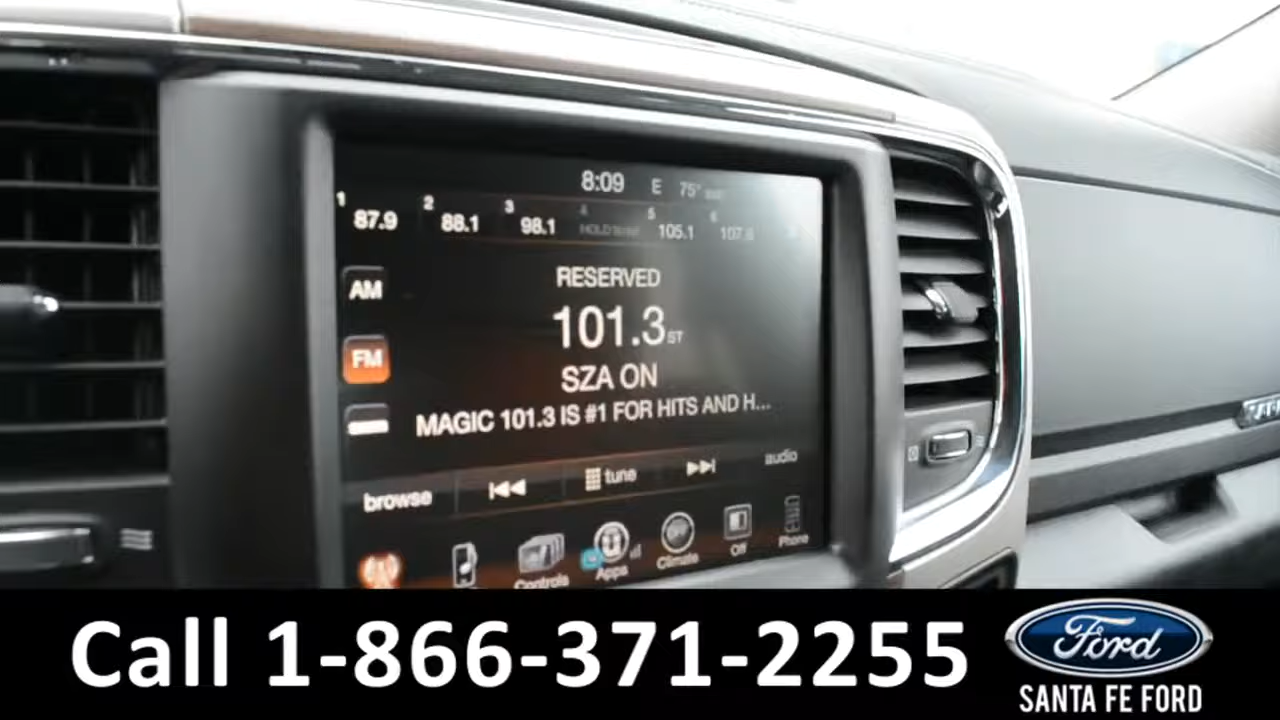 8:09 E 75°
1 87.9 2 88.1 3 98.1 4 5 105.1 6 107.
AM
RESERVED
101.3 ST
FM
SZA ON
MAGIC 101.3 IS #1 FOR HITS AND H...
browse tune audio
Controls Apps Climate Off Phone
Call 1-866-371-2255
Ford
SANTA FE FORD